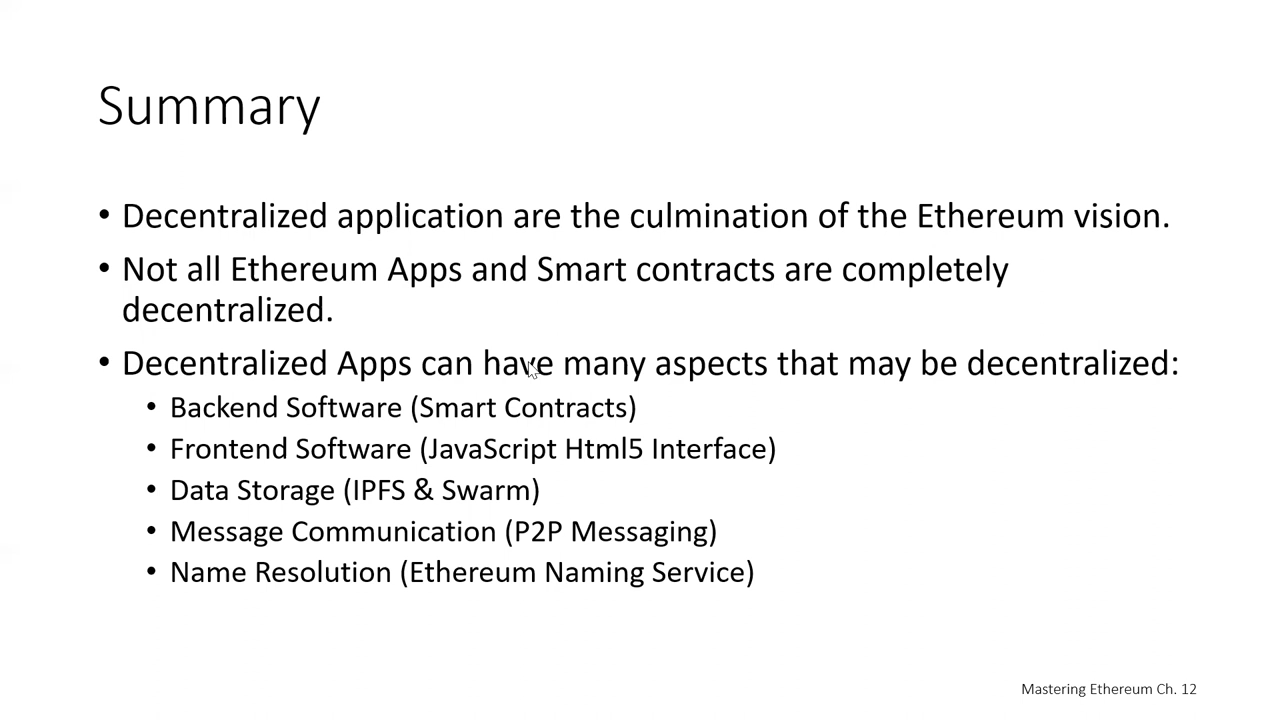 Summary
• Decentralized application are the culmination of the Ethereum vision.
• Not all Ethereum Apps and Smart contracts are completely
decentralized.
• Decentralized Apps can have many aspects that may be decentralized:
• Backend Software (Smart Contracts)
• Frontend Software (JavaScript Html5 Interface)
• Data Storage (IPFS & Swarm)
• Message Communication (P2P Messaging)
• Name Resolution (Ethereum Naming Service)
Mastering Ethereum Ch. 12